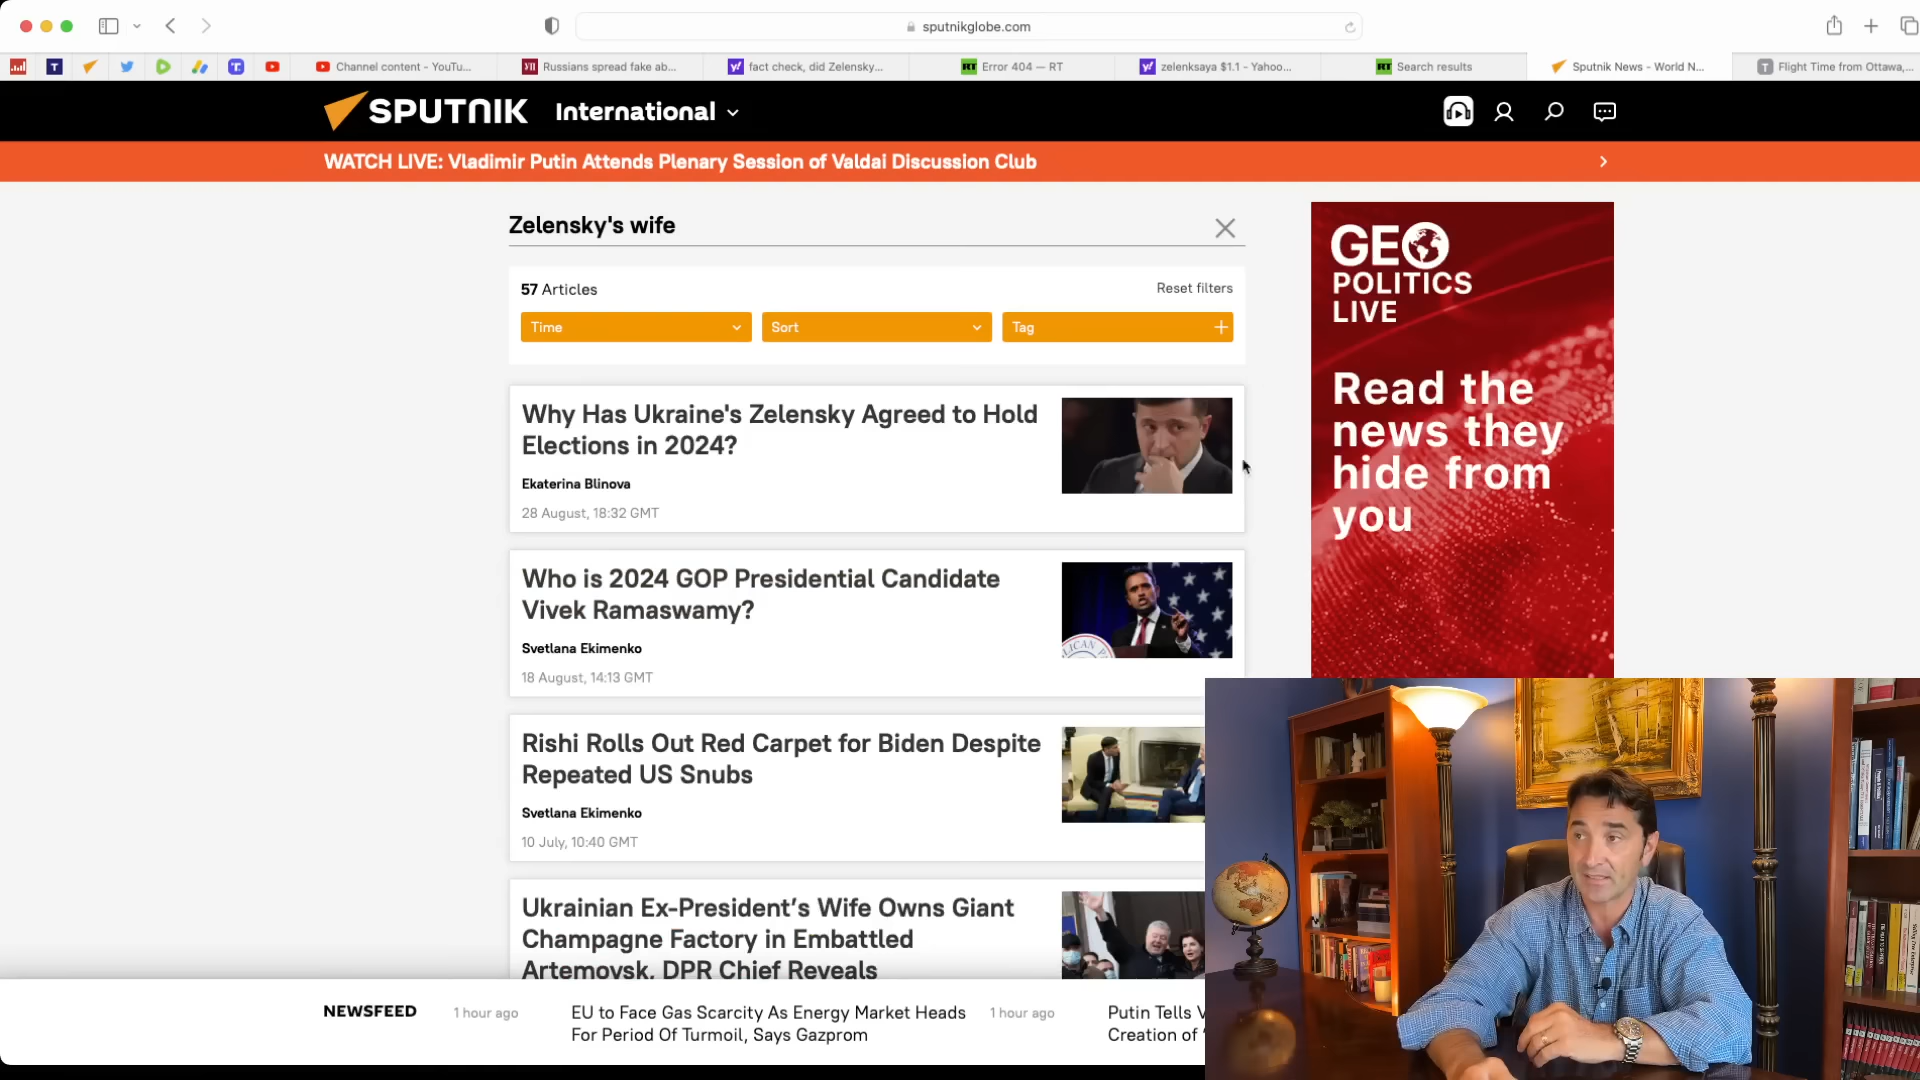 sputnikglobe.com
Channel content - YouTu...
Russians spread fake ab...
fact check, did Zelensky...
Error 404 — RT
zelenksaya $1.1 - Yahoo...
Search results
Sputnik News - World N...
Flight Time from Ottawa,...
SPUTNIK
International
WATCH LIVE: Vladimir Putin Attends Plenary Session of Valdai Discussion Club
Zelensky's wife
57 Articles
Reset filters
Time
Sort
Tag
Why Has Ukraine's Zelensky Agreed to Hold
Elections in 2024?
Ekaterina Blinova
28 August, 18:32 GMT
Who is 2024 GOP Presidential Candidate
Vivek Ramaswamy?
Svetlana Ekimenko
18 August, 14:13 GMT
Rishi Rolls Out Red Carpet for Biden Despite
Repeated US Snubs
Svetlana Ekimenko
10 July, 10:40 GMT
Ukrainian Ex-President’s Wife Owns Giant
Champagne Factory in Embattled
Artemovsk, DPR Chief Reveals
GEO
POLITICS
LIVE
Read the
news they
hide from
you
NEWSFEED
1 hour ago
EU to Face Gas Scarcity As Energy Market Heads
For Period Of Turmoil, Says Gazprom
1 hour ago
Putin Tells V
Creation of '